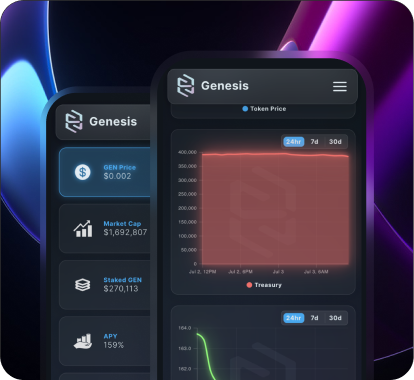 Genesis
GEN Price
$0.002
Market Cap
$1,692,807
Staked GEN
$270,113
APY
159%
Genesis
Token Price
24hr 7d 30d
400,000
350,000
300,000
250,000
200,000
150,000
100,000
50,000
0
Jul 2, 12PM Jul 2, 6PM Jul 3 Jul 3, 6AM
Treasury
24hr 7d 30d
164.0
163.0
162.0